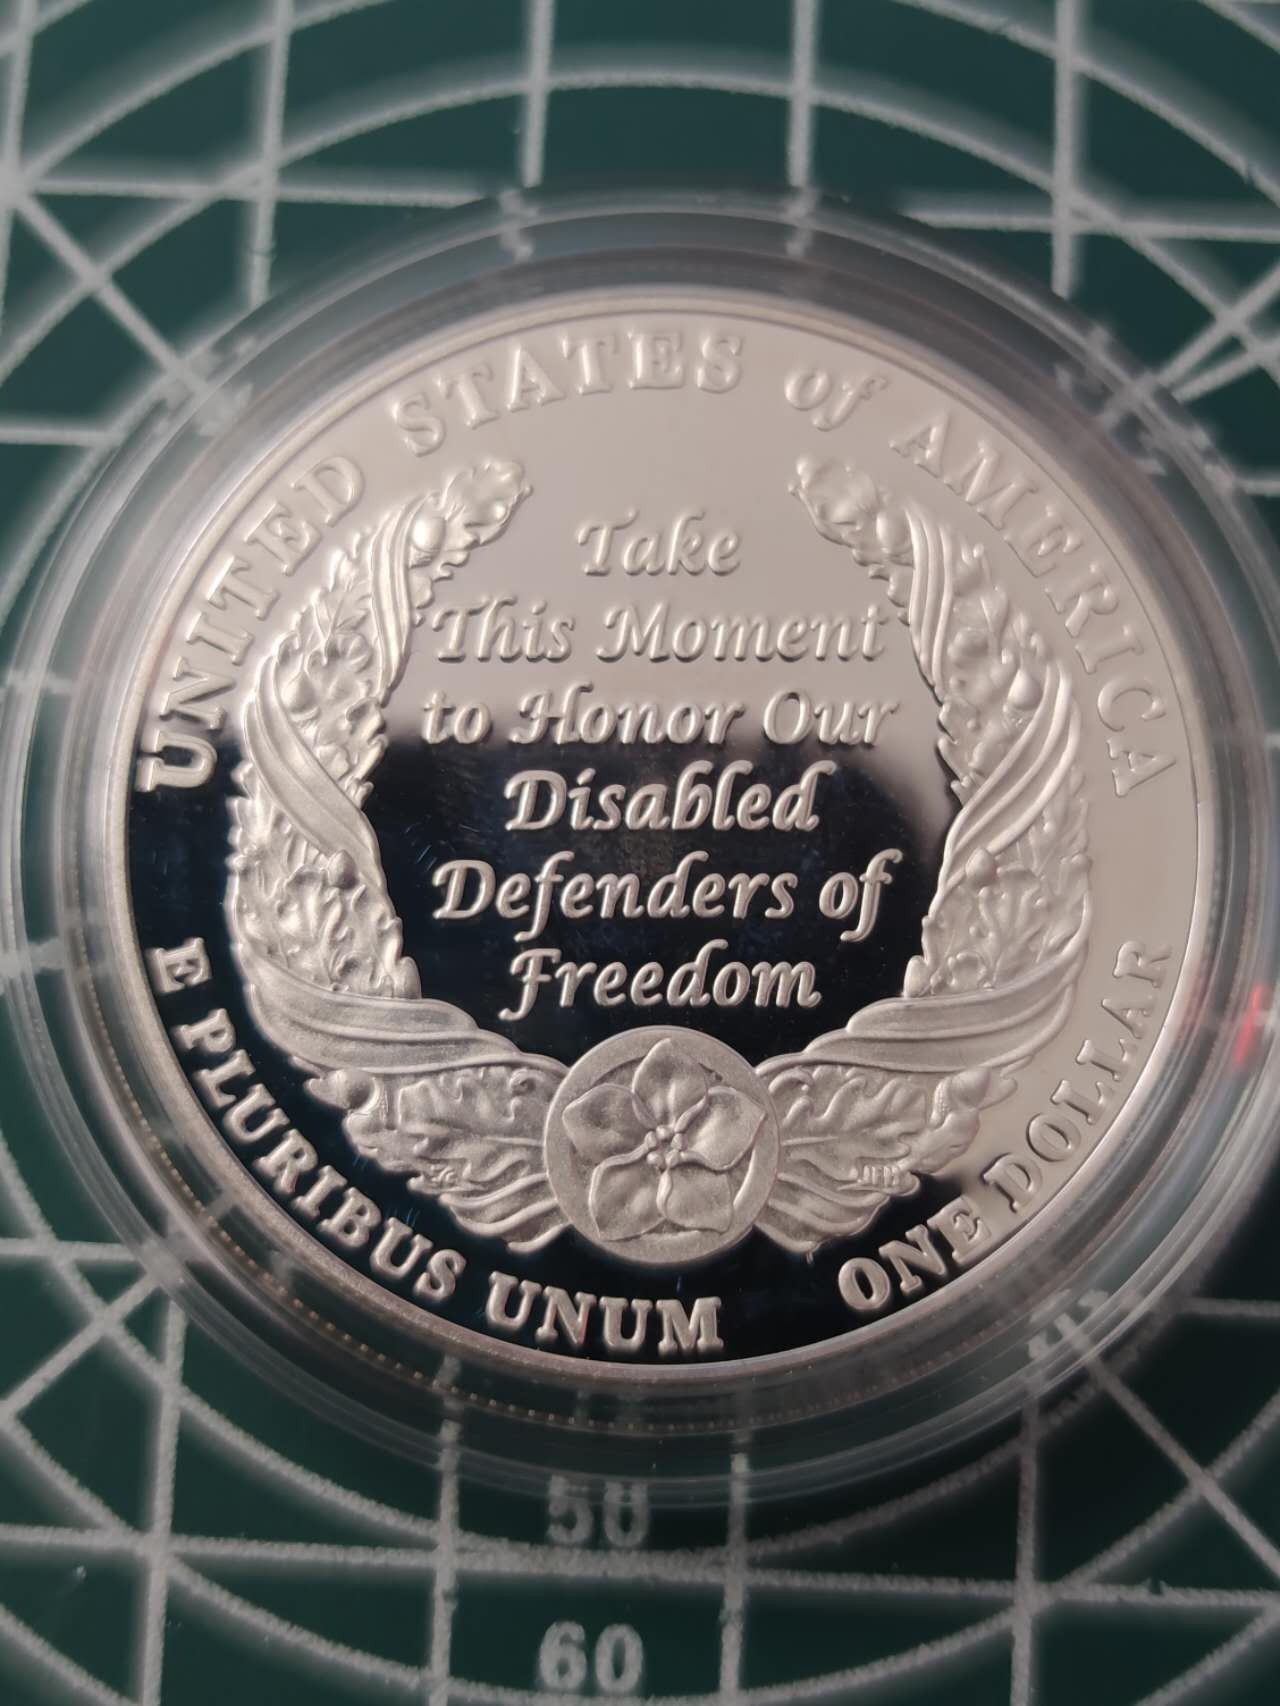 UNITED STATES of AMERICA
Take
This Moment
to Honor Our
Disabled
Defenders of
Freedom
E PLURIBUS UNUM
ONE DOLLAR
50
60